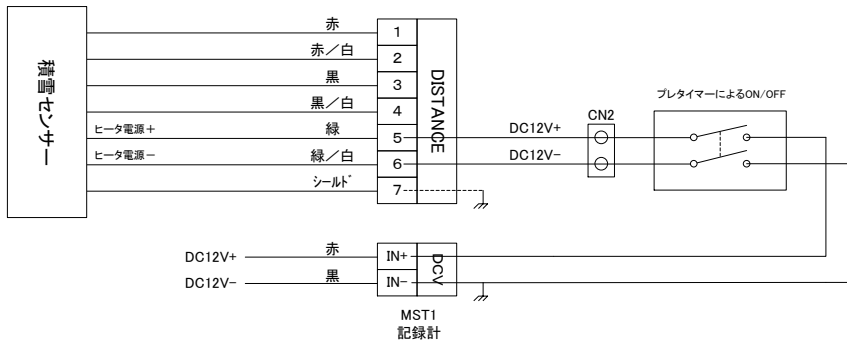 積雪センサー
赤
赤／白
黒
黒／白
ヒータ電源＋
緑
ヒータ電源－
緑／白
シールド
1
2
3
4
5
6
7
DISTANCE
DC12V+
DC12V-
CN2
プレタイマーによるON/OFF
DC12V+
赤
DC12V-
黒
IN+
IN-
DCV
MST1
記録計